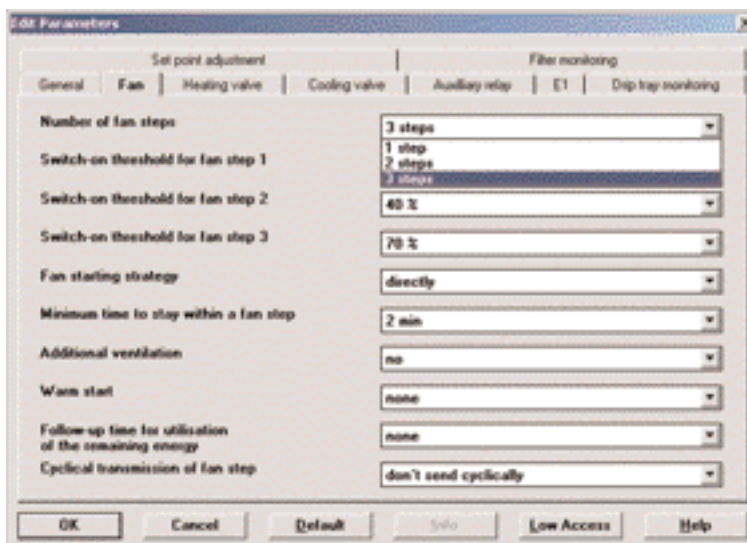 Edit Parameters
Set point adjustment Filter monitoring
General Fan Heating valve Cooling valve Auxiliary relay E1 Drip tray monitoring
Number of fan steps 3 steps
1 step
Switch-on threshold for fan step 1 2 steps
3 steps
Switch-on threshold for fan step 2 40 %
Switch-on threshold for fan step 3 70 %
Fan starting strategy directly
Minimum time to stay within a fan step 2 min
Additional ventilation no
Warm start none
Follow-up time for utilisation
of the remaining energy none
Cyclical transmission of fan step don't send cyclically
OK Cancel Default Info Low Access Help